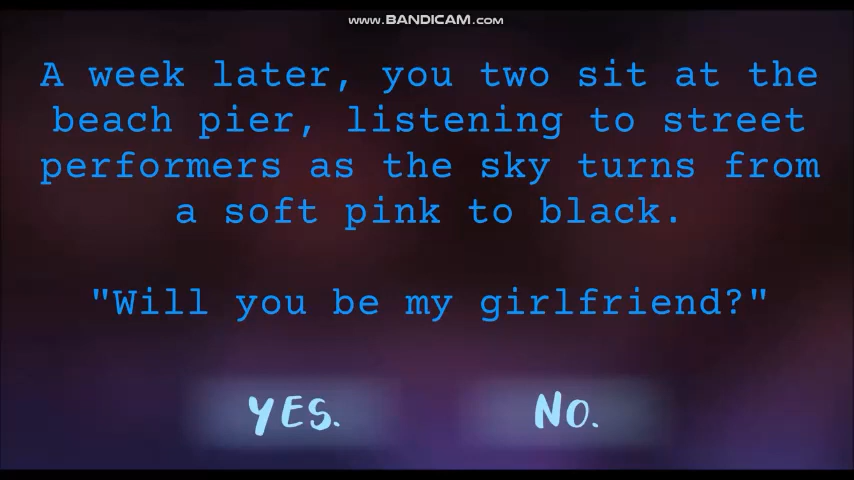 www.BANDICAM.com
A week later, you two sit at the
beach pier, listening to street
performers as the sky turns from
a soft pink to black.
"Will you be my girlfriend?"
YES. NO.